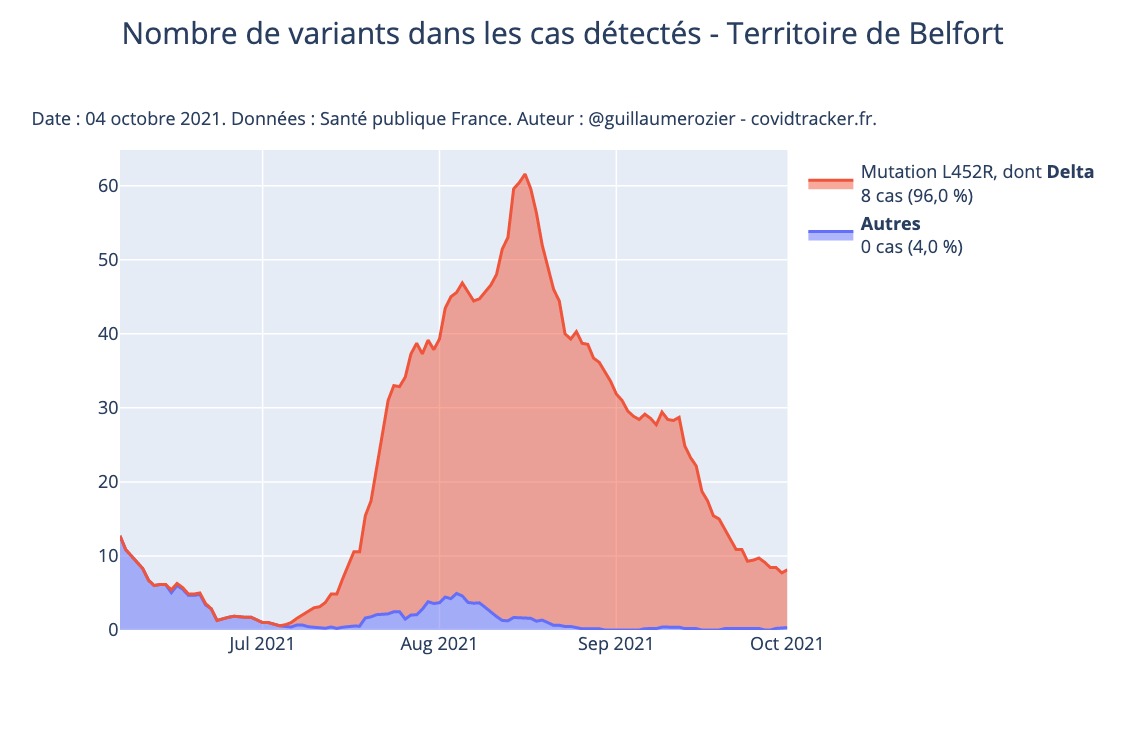 Nombre de variants dans les cas détectés - Territoire de Belfort
Date : 04 octobre 2021. Données : Santé publique France. Auteur : @guillaumerozier - covidtracker.fr.
Mutation L452R, dont Delta
8 cas (96,0 %)
Autres
0 cas (4,0 %)
60
50
40
30
20
10
0
Jul 2021
Aug 2021
Sep 2021
Oct 2021